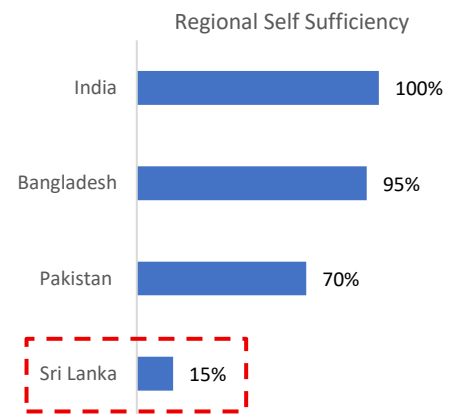 Regional Self Sufficiency
India 100%
Bangladesh 95%
Pakistan 70%
Sri Lanka 15%